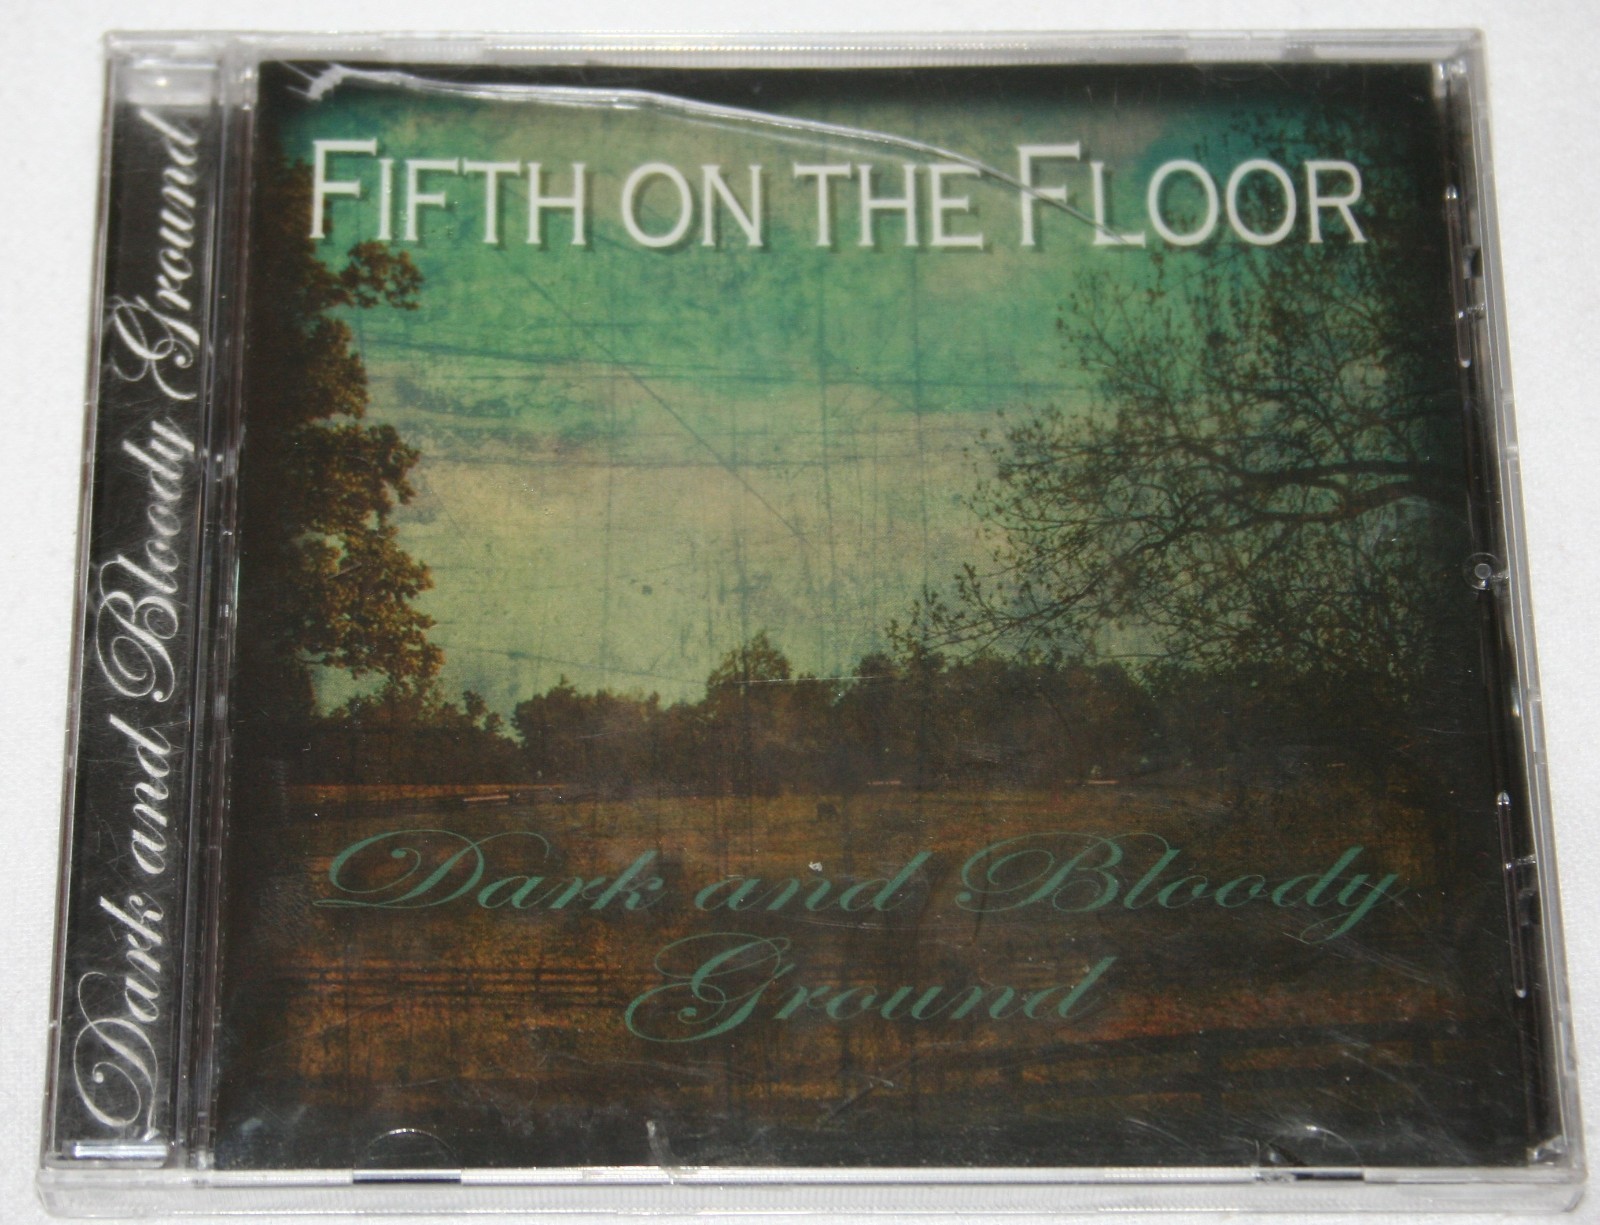 FIFTH ON THE FLOOR
Dark and Bloody
Ground
Dark and Bloody Ground